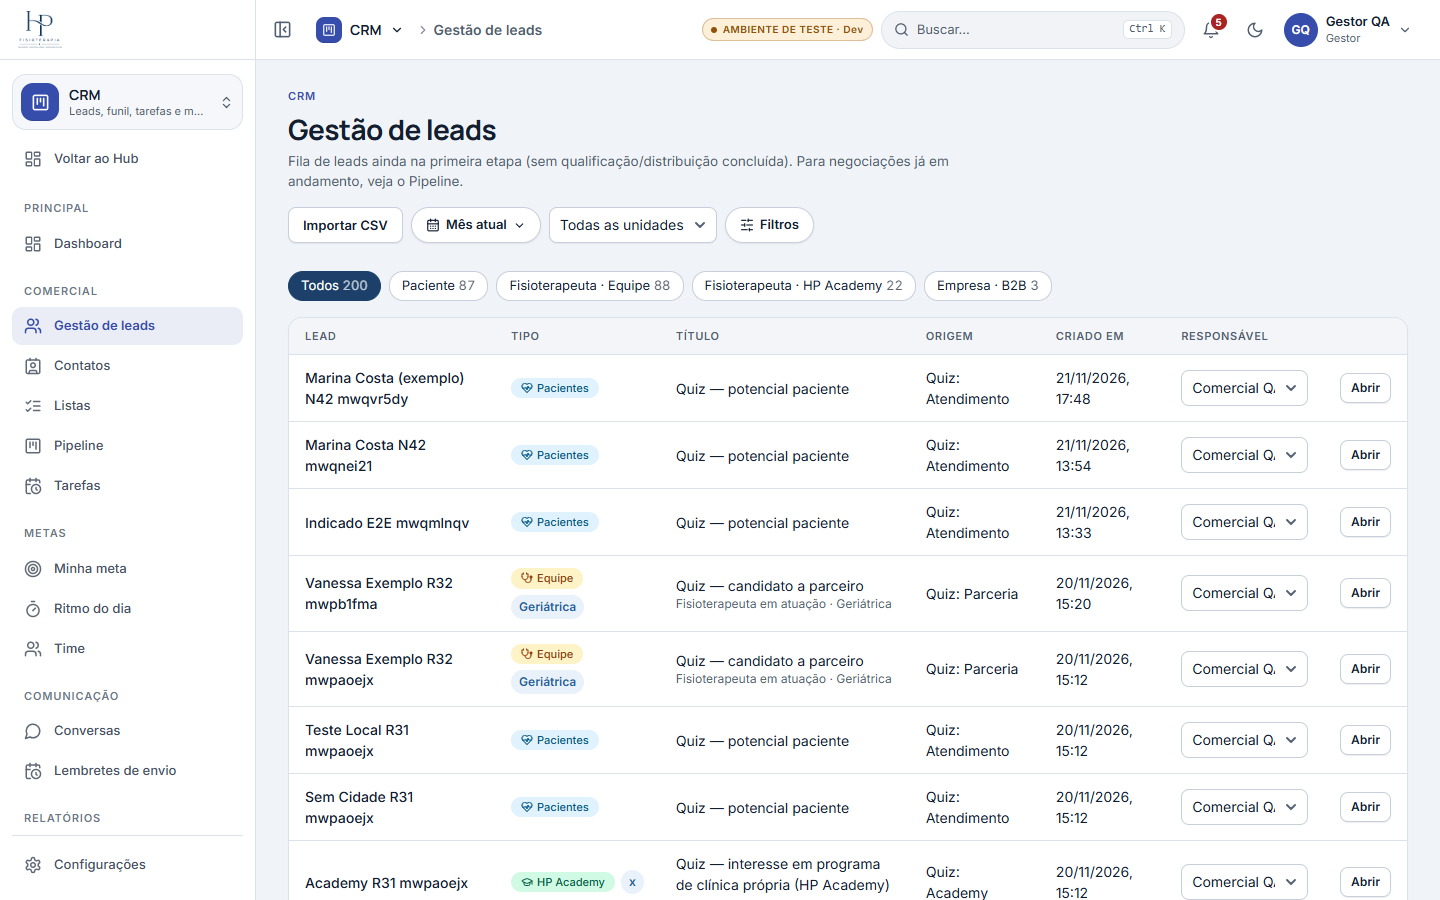 HP
FISIOTERAPIA
CRM
Gestão de leads
AMBIENTE DE TESTE · Dev
Buscar...
Ctrl K
5
GQ
Gestor QA
Gestor
CRM
Leads, funil, tarefas e m...
Voltar ao Hub
PRINCIPAL
Dashboard
COMERCIAL
Gestão de leads
Contatos
Listas
Pipeline
Tarefas
METAS
Minha meta
Ritmo do dia
Time
COMUNICAÇÃO
Conversas
Lembretes de envio
RELATÓRIOS
Configurações
CRM
Gestão de leads
Fila de leads ainda na primeira etapa (sem qualificação/distribuição concluída). Para negociações já em
andamento, veja o Pipeline.
Importar CSV
Mês atual
Todas as unidades
Filtros
Todos 200
Paciente 87
Fisioterapeuta · Equipe 88
Fisioterapeuta · HP Academy 22
Empresa · B2B 3
LEAD TIPO TÍTULO ORIGEM CRIADO EM RESPONSÁVEL
Marina Costa (exemplo)
N42 mwqvr5dy
Pacientes
Quiz — potencial paciente
Quiz:
Atendimento
21/11/2026,
17:48
Comercial QA
Abrir
Marina Costa N42
mwqnei21
Pacientes
Quiz — potencial paciente
Quiz:
Atendimento
21/11/2026,
13:54
Comercial QA
Abrir
Indicado E2E mwqmlnqv
Pacientes
Quiz — potencial paciente
Quiz:
Atendimento
21/11/2026,
13:33
Comercial QA
Abrir
Vanessa Exemplo R32
mwpb1fma
Equipe
Geriátrica
Quiz — candidato a parceiro
Fisioterapeuta em atuação · Geriátrica
Quiz: Parceria
20/11/2026,
15:20
Comercial QA
Abrir
Vanessa Exemplo R32
mwpaoejx
Equipe
Geriátrica
Quiz — candidato a parceiro
Fisioterapeuta em atuação · Geriátrica
Quiz: Parceria
20/11/2026,
15:12
Comercial QA
Abrir
Teste Local R31
mwpaoejx
Pacientes
Quiz — potencial paciente
Quiz:
Atendimento
20/11/2026,
15:12
Comercial QA
Abrir
Sem Cidade R31
mwpaoejx
Pacientes
Quiz — potencial paciente
Quiz:
Atendimento
20/11/2026,
15:12
Comercial QA
Abrir
Academy R31 mwpaoejx
HP Academy
x
Quiz — interesse em programa
de clínica própria (HP Academy)
Quiz:
Academy
20/11/2026,
15:12
Comercial QA
Abrir